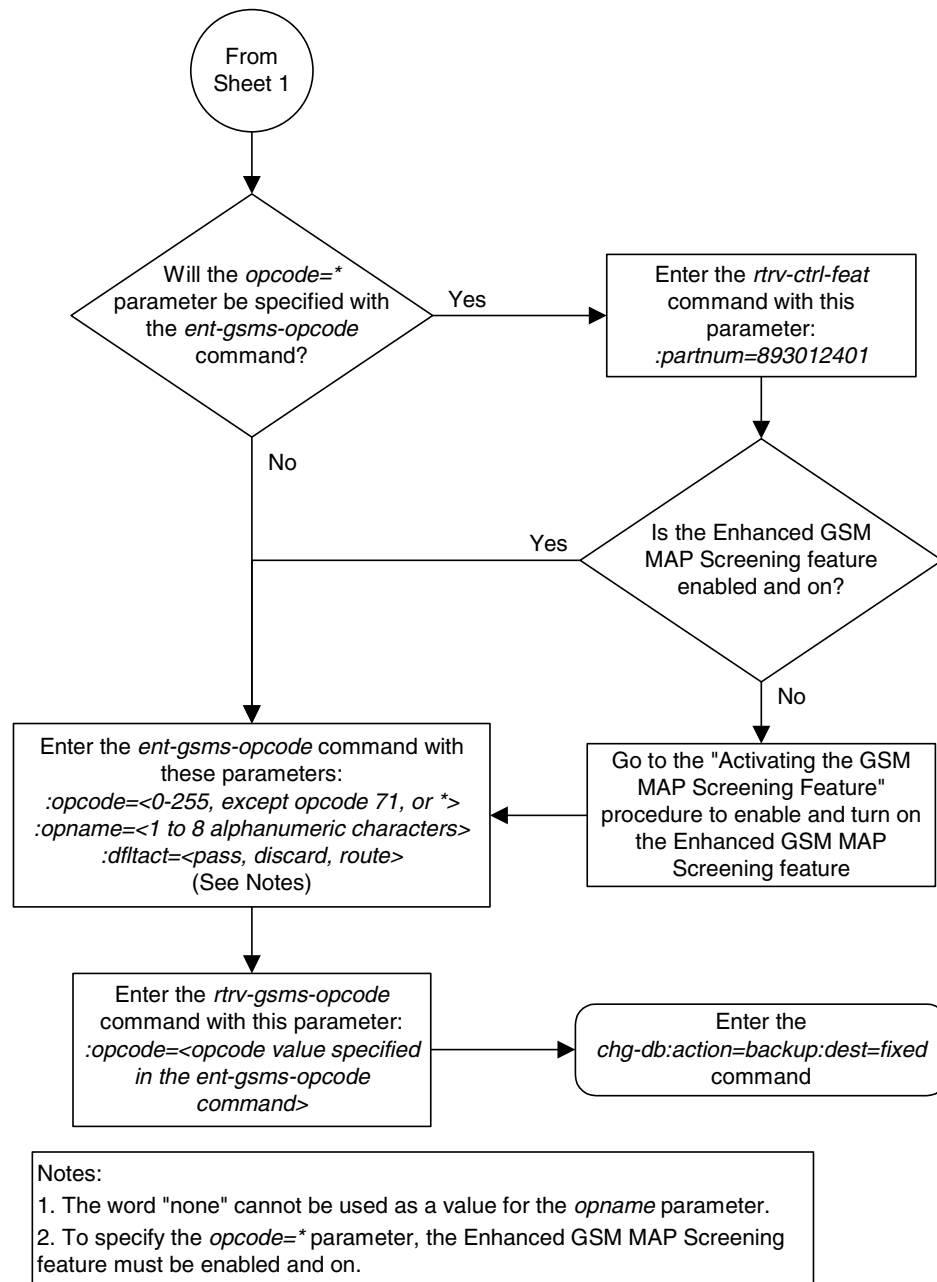 From
Sheet 1
Will the opcode=*
parameter be specified with
the ent-gsms-opcode
command?
Yes
Enter the rtrv-ctrl-feat
command with this
parameter:
:partnum=893012401
No
Is the Enhanced GSM
MAP Screening feature
enabled and on?
Yes
No
Go to the "Activating the GSM
MAP Screening Feature"
procedure to enable and turn on
the Enhanced GSM MAP
Screening feature
Enter the ent-gsms-opcode command with
these parameters:
:opcode=<0-255, except opcode 71, or *>
:opname=<1 to 8 alphanumeric characters>
:dfltact=<pass, discard, route>
(See Notes)
Enter the rtrv-gsms-opcode
command with this parameter:
:opcode=<opcode value specified
in the ent-gsms-opcode
command>
Enter the
chg-db:action=backup:dest=fixed
command
Notes:
1. The word "none" cannot be used as a value for the opname parameter.
2. To specify the opcode=* parameter, the Enhanced GSM MAP Screening
feature must be enabled and on.